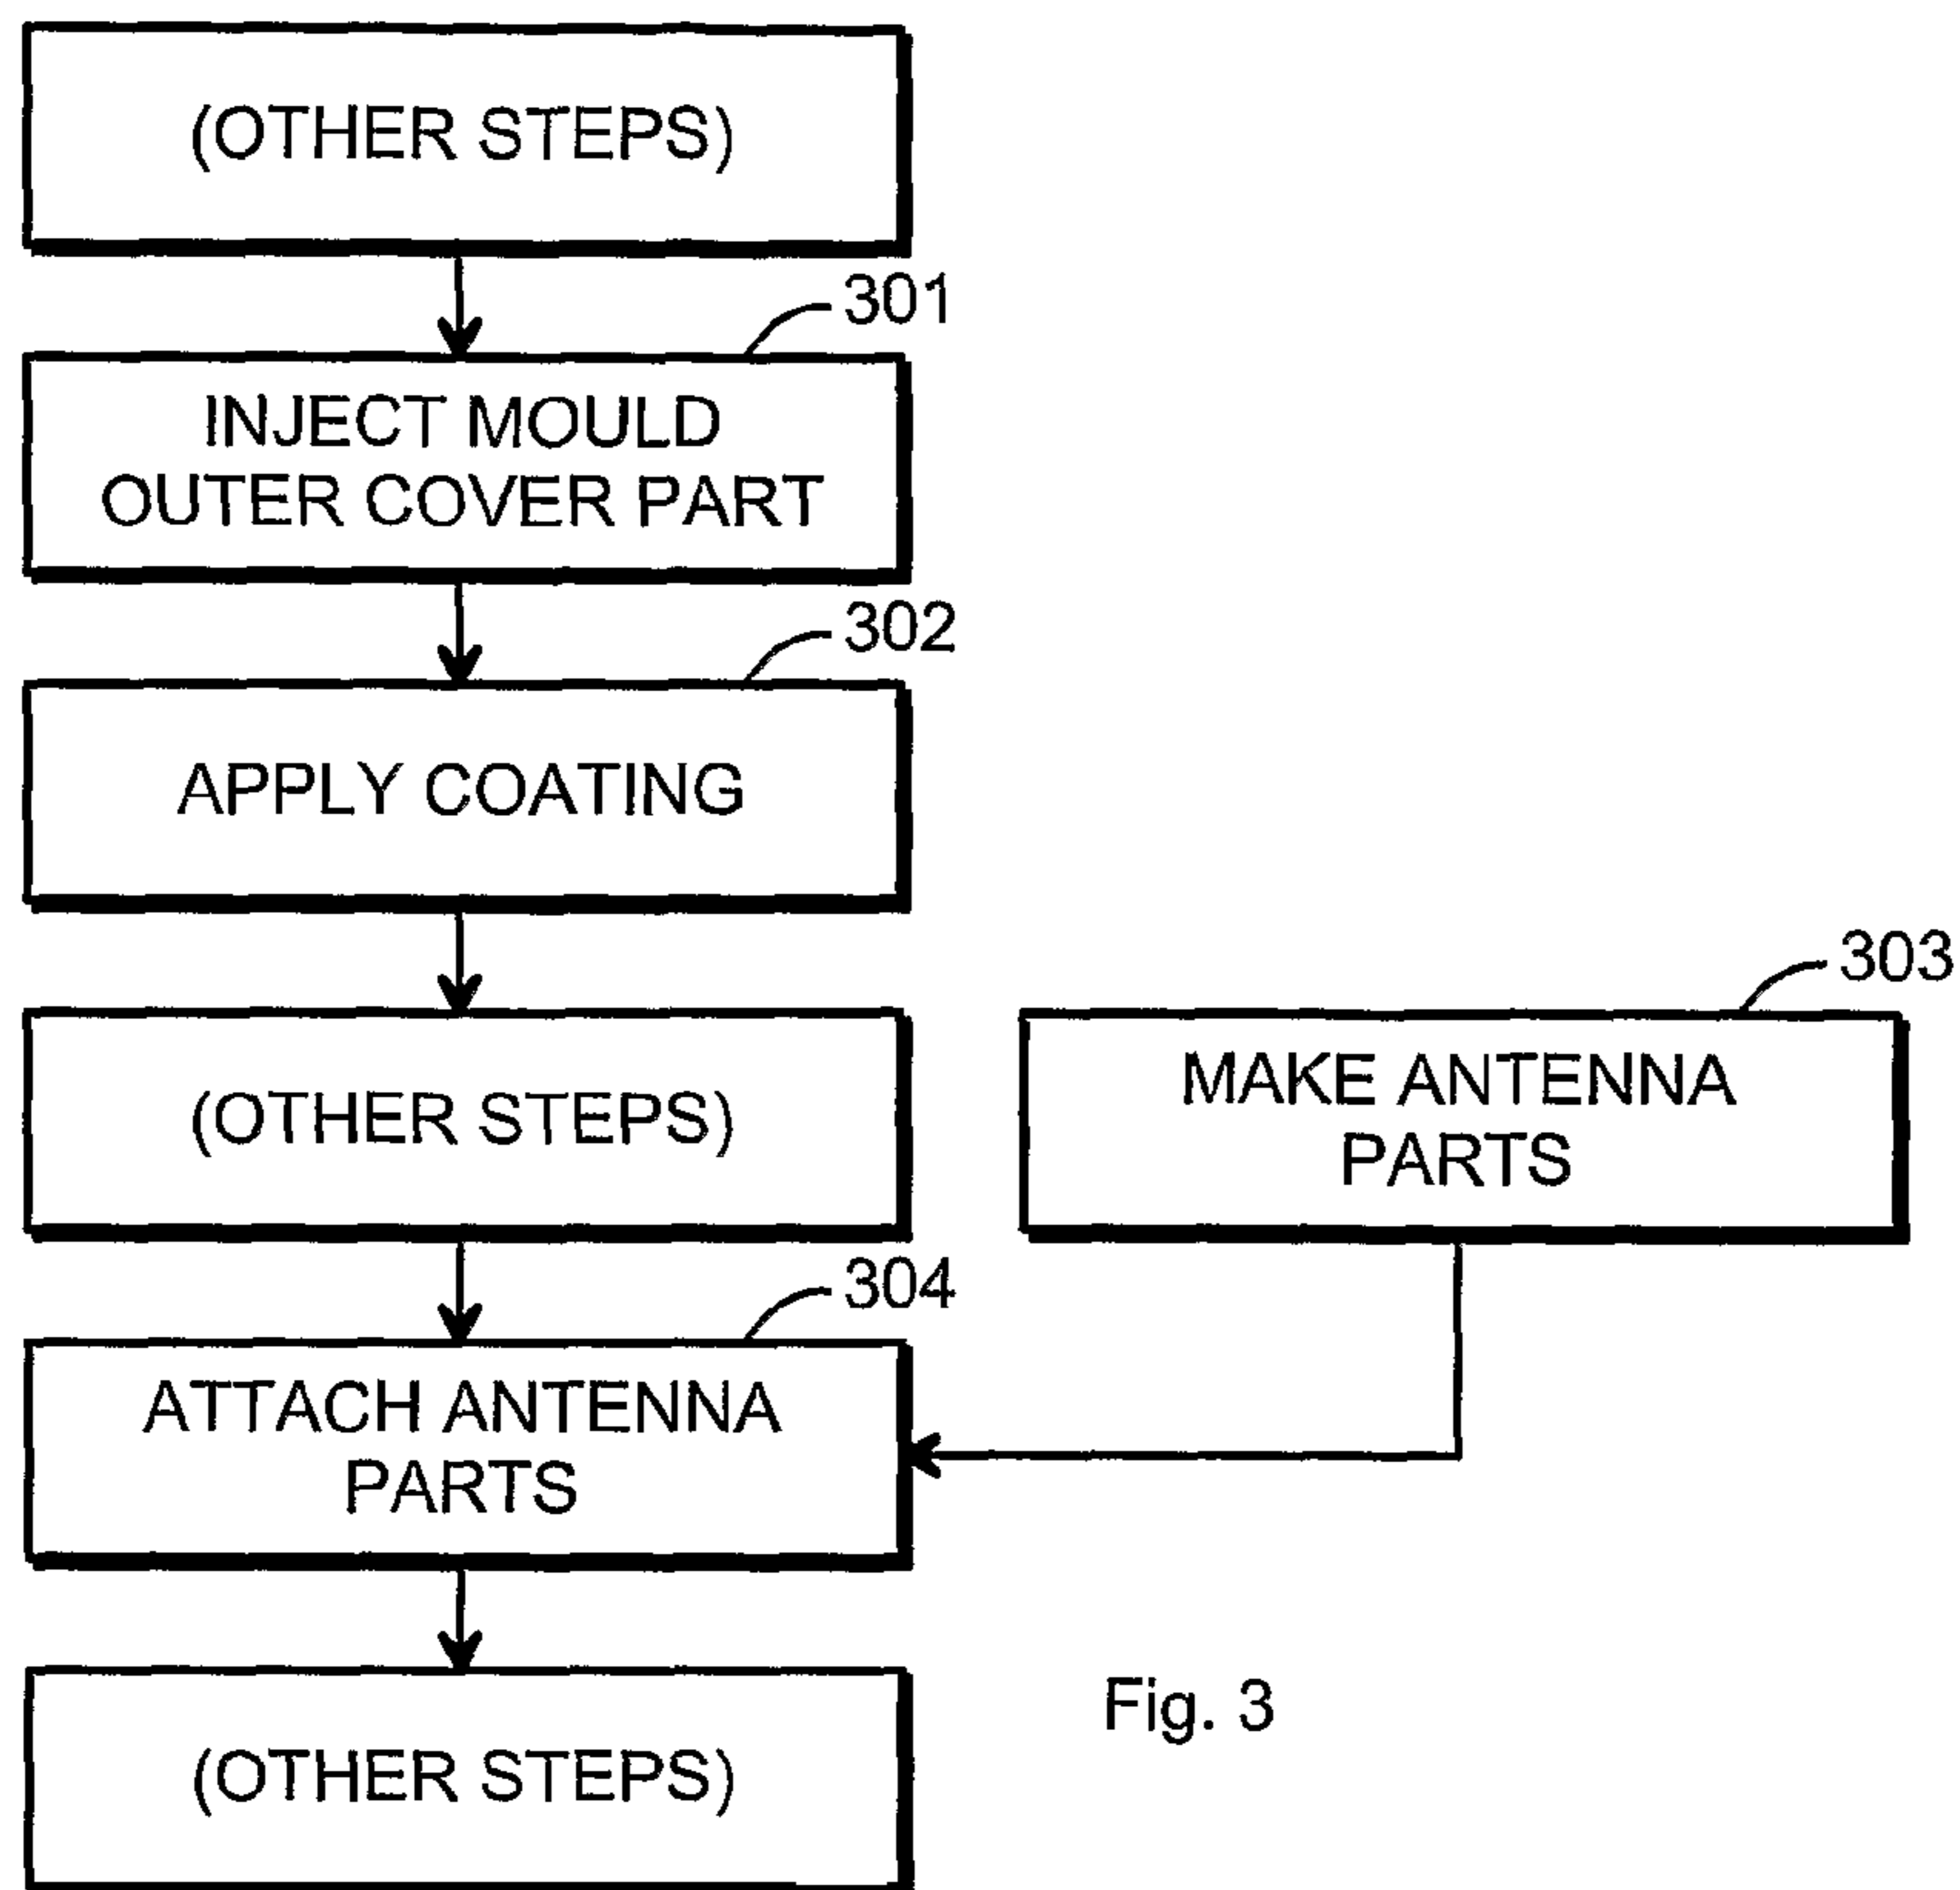 (OTHER STEPS)
301
INJECT MOULD
OUTER COVER PART
302
APPLY COATING
303
(OTHER STEPS)
MAKE ANTENNA
PARTS
304
ATTACH ANTENNA
PARTS
(OTHER STEPS)
Fig. 3